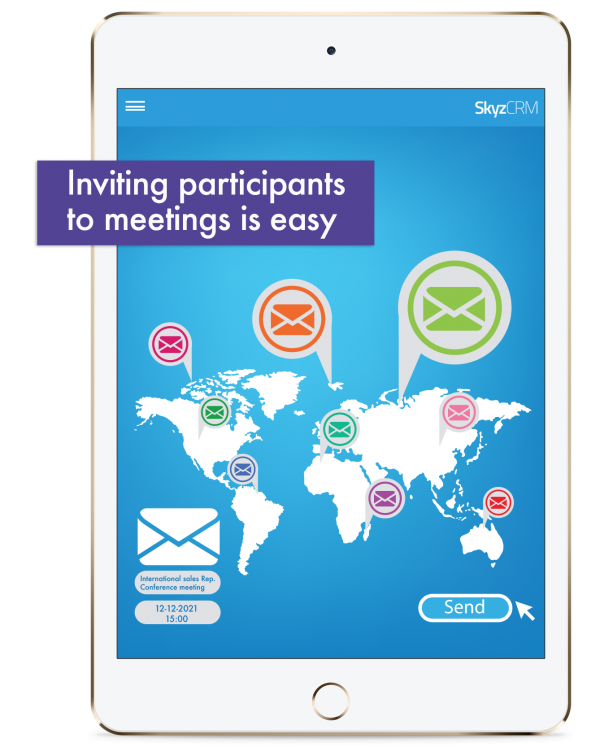 SkyzCRM
Inviting participants
to meetings is easy
International sales Rep.
Conference meeting
12-12-2021
15:00
Send